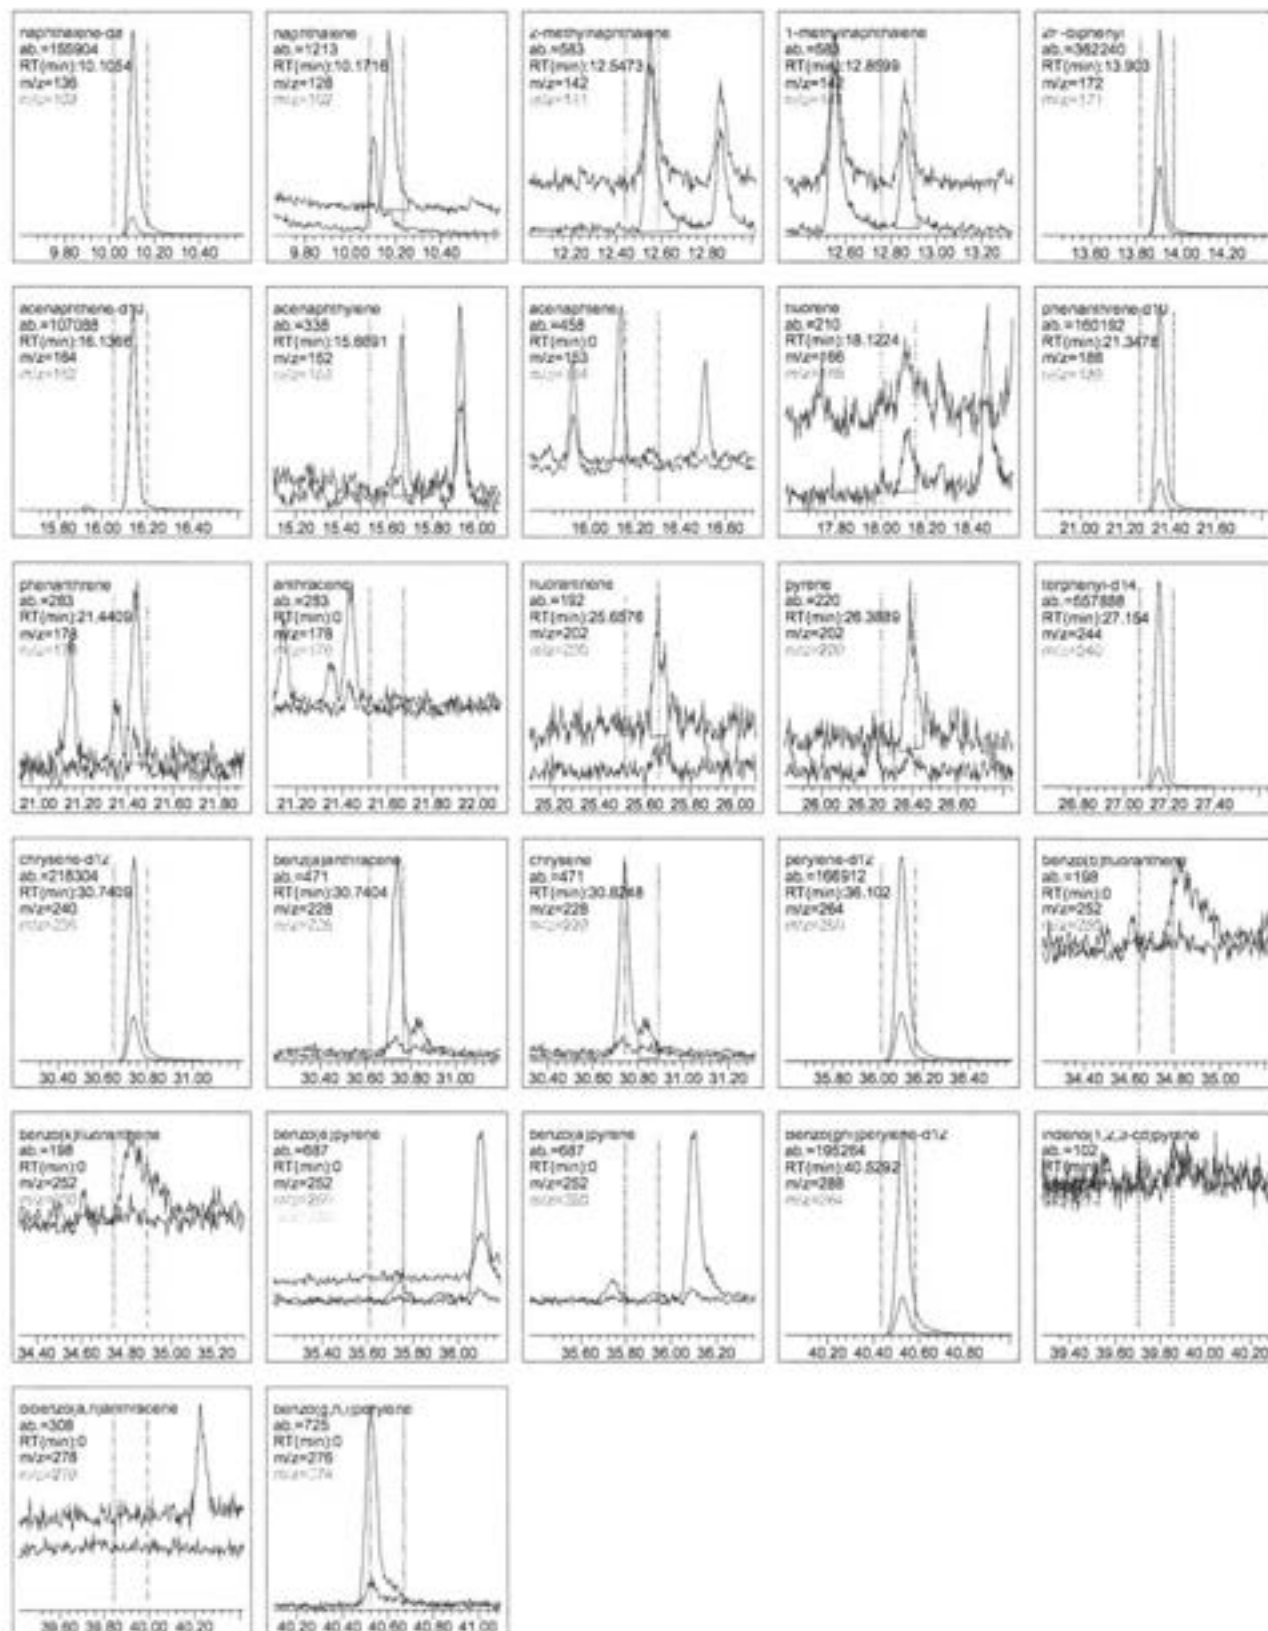 naphthalene-d8
ab.=155904
RT(min):10.1054
m/z=136
9.80 10.00 10.20 10.40
naphthalene
ab.=1213
RT(min):10.1716
m/z=128
m/z=102
9.80 10.00 10.20 10.40
2-methylnaphthalene
ab.=583
RT(min):12.5473
m/z=142
12.20 12.40 12.60 12.80
1-methylnaphthalene
ab.=583
RT(min):12.8599
m/z=142
12.60 12.80 13.00 13.20
ab.=362240
RT(min):13.903
m/z=172
m/z=171
13.60 13.80 14.00 14.20
acenaphthene-d10
ab.=107088
RT(min):16.1366
m/z=164
m/z=162
15.80 16.00 16.20 16.40
acenaphthylene
ab.=338
RT(min):15.6691
m/z=152
15.20 15.40 15.60 15.80 16.00
ab.=458
RT(min):0
m/z=153
16.00 16.20 16.40 16.60
fluorene
ab.=210
RT(min):18.1224
m/z=166
17.80 18.00 18.20 18.40
phenanthrene-d10
ab.=160192
RT(min):21.3478
m/z=188
21.00 21.20 21.40 21.60
phenanthrene
ab.=283
RT(min):21.4409
m/z=178
21.00 21.20 21.40 21.60 21.80
anthracene
ab.=283
RT(min):0
m/z=178
21.20 21.40 21.60 21.80 22.00
fluoranthene
ab.=192
RT(min):25.6576
m/z=202
25.20 25.40 25.60 25.80 26.00
pyrene
ab.=220
RT(min):26.3889
m/z=202
26.00 26.20 26.40 26.60
terphenyl-d14
ab.=557888
RT(min):27.154
m/z=244
26.80 27.00 27.20 27.40
chrysene-d12
ab.=218304
RT(min):30.7409
m/z=240
30.40 30.60 30.80 31.00
benz(a)anthracene
ab.=471
RT(min):30.7404
m/z=228
30.40 30.60 30.80 31.00
chrysene
ab.=471
RT(min):30.8248
m/z=228
30.40 30.60 30.80 31.00 31.20
perylene-d12
ab.=166912
RT(min):36.102
m/z=264
35.80 36.00 36.20 36.40
benzo(b)fluoranthene
ab.=198
RT(min):0
m/z=252
34.40 34.60 34.80 35.00
benzo(k)fluoranthene
ab.=198
RT(min):0
m/z=252
34.40 34.60 34.80 35.00 35.20
benzo(e)pyrene
ab.=687
RT(min):0
m/z=252
35.40 35.60 35.80 36.00
benzo(a)pyrene
ab.=687
RT(min):0
m/z=252
35.60 35.80 36.00 36.20
benzo(ghi)perylene-d12
ab.=195264
RT(min):40.5292
m/z=288
m/z=284
40.20 40.40 40.60 40.80
indeno(1,2,3-cd)pyrene
ab.=102
RT(min)
39.40 39.60 39.80 40.00 40.20
dibenzo(a,h)anthracene
ab.=308
RT(min):0
m/z=278
39.60 39.80 40.00 40.20
benzo(g,h,i)perylene
ab.=725
RT(min):0
m/z=276
m/z=274
40.20 40.40 40.60 40.80 41.00